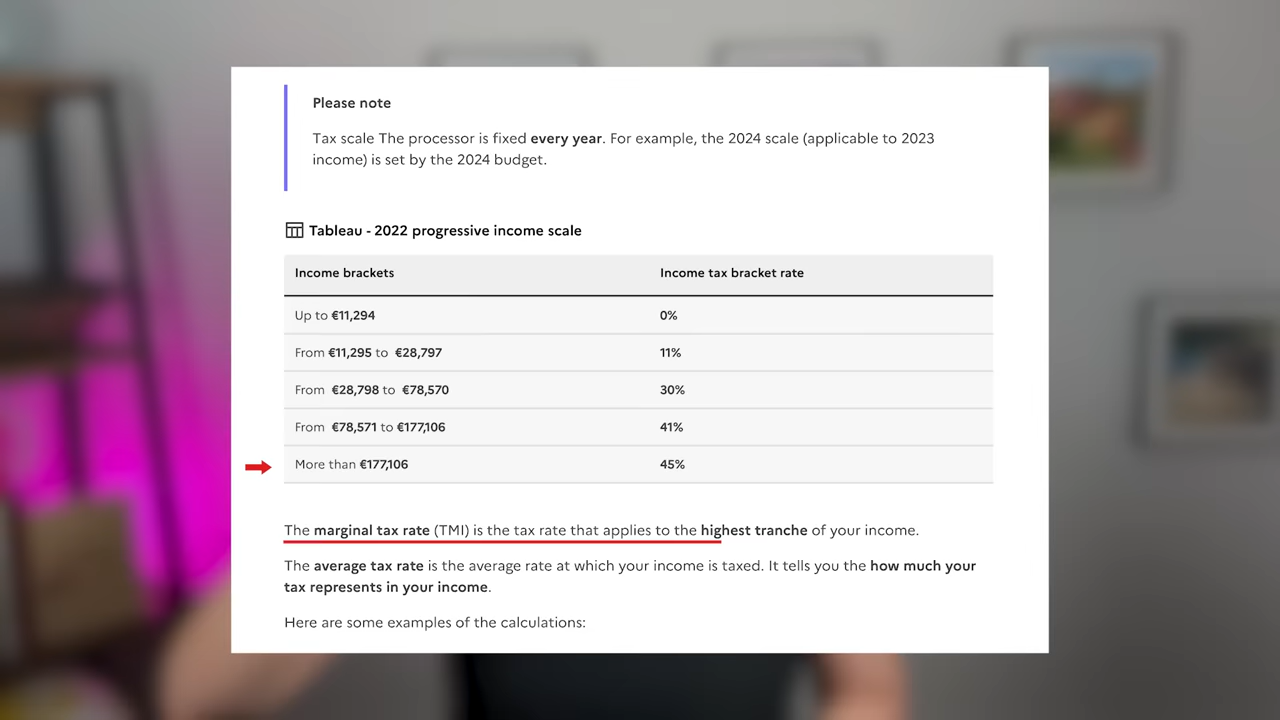 Please note
Tax scale The processor is fixed every year. For example, the 2024 scale (applicable to 2023
income) is set by the 2024 budget.
Tableau - 2022 progressive income scale
Income brackets Income tax bracket rate
Up to €11,294 0%
From €11,295 to €28,797 11%
From €28,798 to €78,570 30%
From €78,571 to €177,106 41%
More than €177,106 45%
The marginal tax rate (TMI) is the tax rate that applies to the highest tranche of your income.
The average tax rate is the average rate at which your income is taxed. It tells you the how much your
tax represents in your income.
Here are some examples of the calculations: